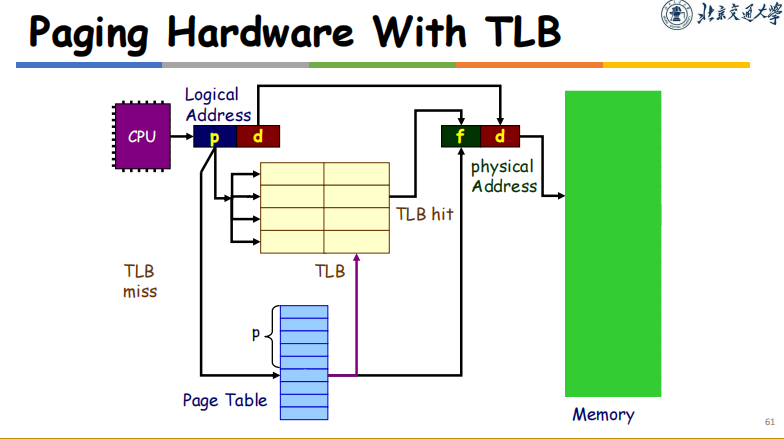 Paging Hardware With TLB
北京交通大学
Logical
Address
CPU
p d
f d
physical
Address
TLB hit
TLB
miss
TLB
p
Page Table
Memory
61